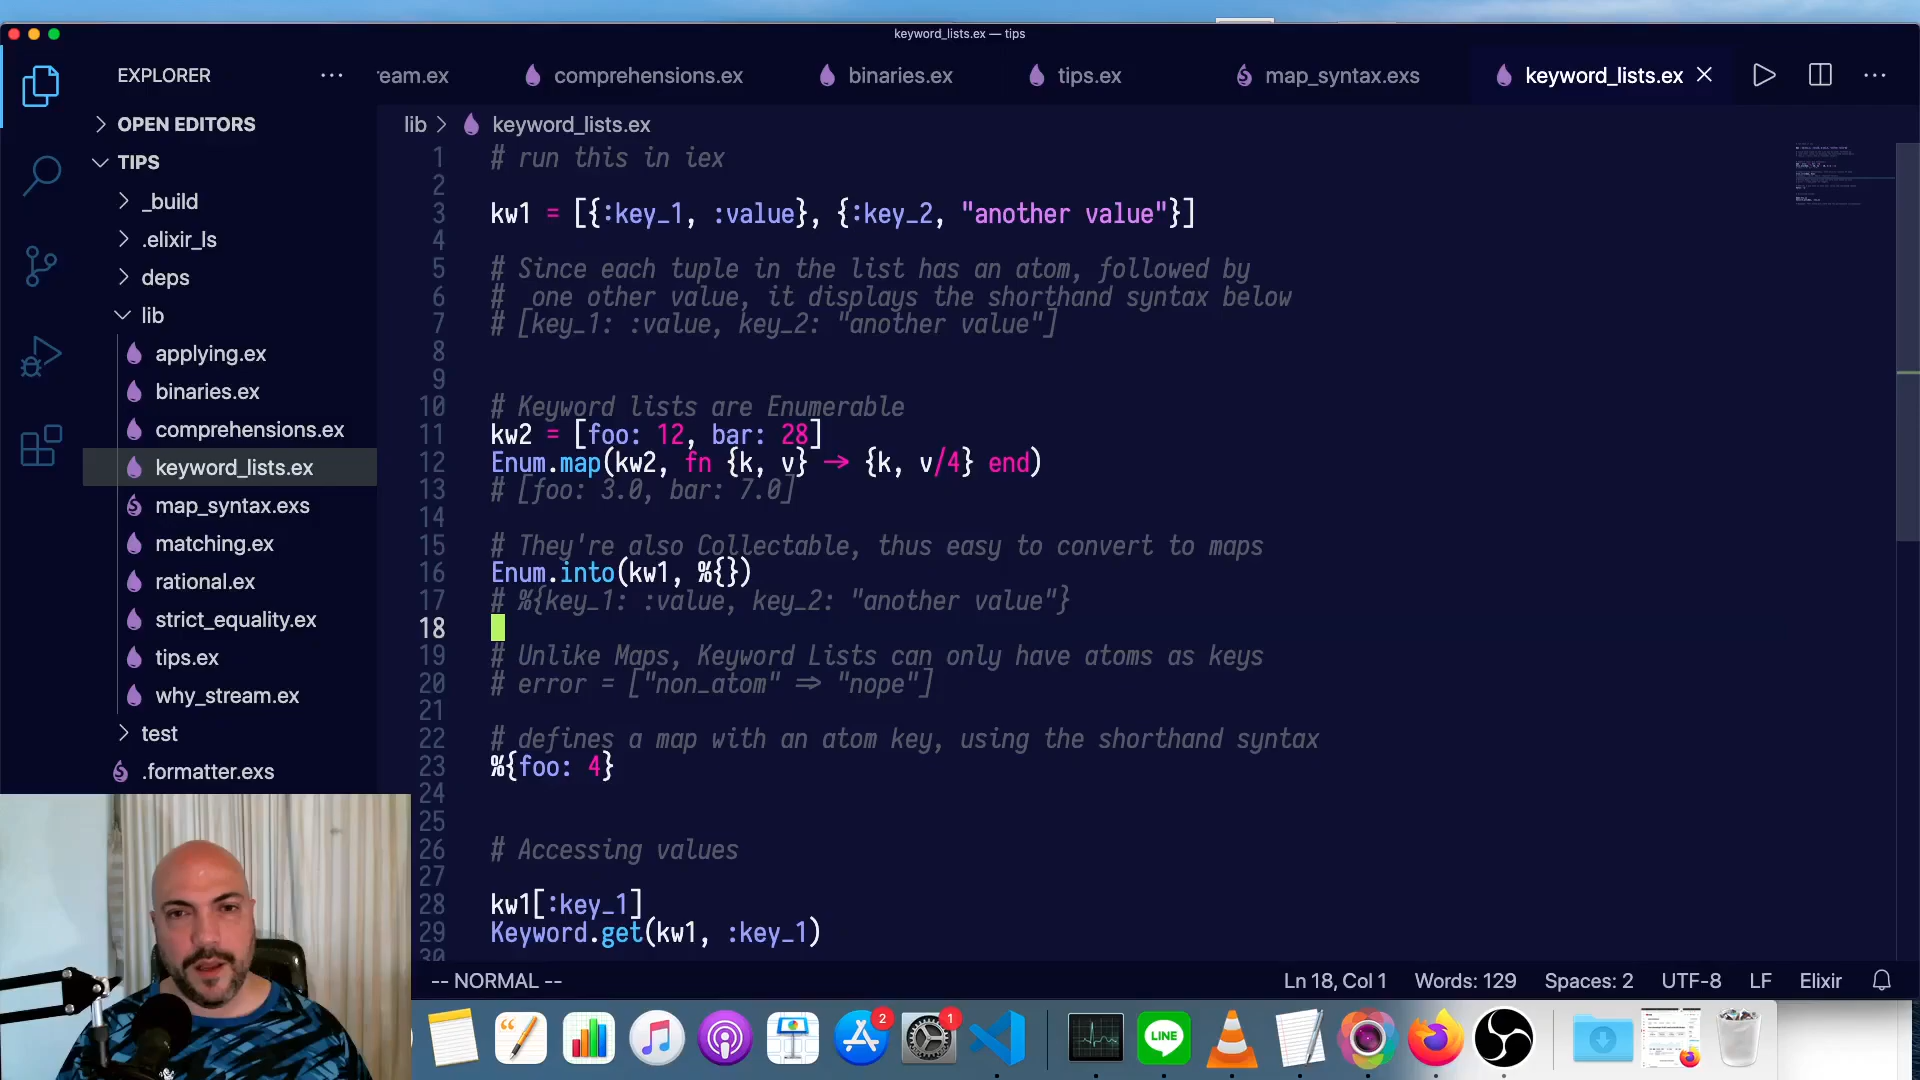 keyword_lists.ex — tips
EXPLORER
ream.ex
comprehensions.ex
binaries.ex
tips.ex
map_syntax.exs
keyword_lists.ex
OPEN EDITORS
TIPS
_build
.elixir_ls
deps
lib
applying.ex
binaries.ex
comprehensions.ex
keyword_lists.ex
map_syntax.exs
matching.ex
rational.ex
strict_equality.ex
tips.ex
why_stream.ex
test
.formatter.exs
lib > keyword_lists.ex
1 # run this in iex
2
3 kw1 = [{:key_1, :value}, {:key_2, "another value"}]
4
5 # Since each tuple in the list has an atom, followed by
6 # _one other value, it displays the shorthand syntax below
7 # [key_1: :value, key_2: "another value"]
8
9
10 # Keyword lists are Enumerable
11 kw2 = [foo: 12, bar: 28]
12 Enum.map(kw2, fn {k, v} -> {k, v/4} end)
13 # [foo: 3.0, bar: 7.0]
14
15 # They're also Collectable, thus easy to convert to maps
16 Enum.into(kw1, %{})
17 # %{key_1: :value, key_2: "another value"}
18
19 # Unlike Maps, Keyword Lists can only have atoms as keys
20 # error = ["non_atom" => "nope"]
21
22 # defines a map with an atom key, using the shorthand syntax
23 %{foo: 4}
24
25
26 # Accessing values
27
28 kw1[:key_1]
29 Keyword.get(kw1, :key_1)
30
-- NORMAL --
Ln 18, Col 1
Words: 129
Spaces: 2
UTF-8
LF
Elixir
2
1
LINE